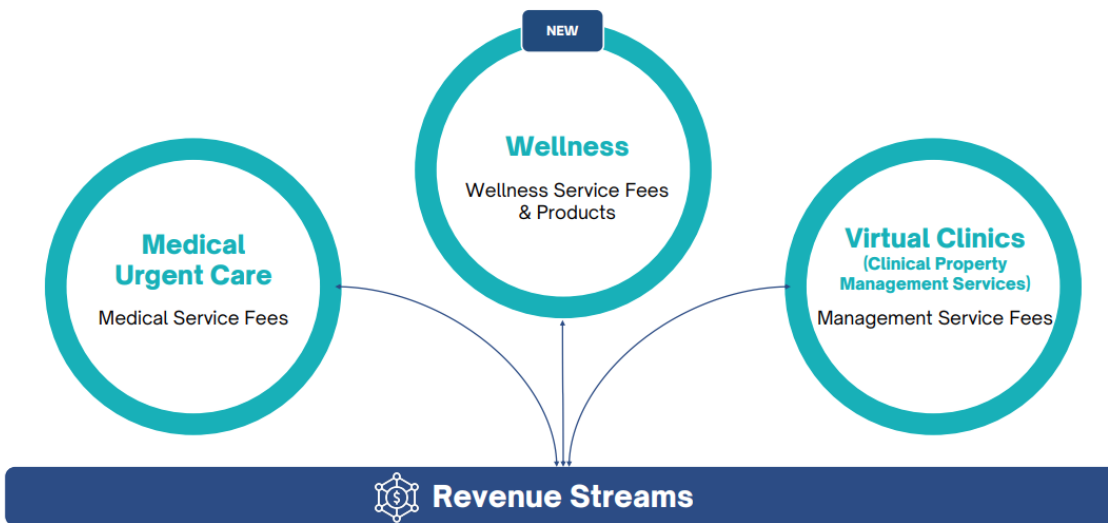 NEW
Wellness
Wellness Service Fees
& Products
Medical
Urgent Care
Medical Service Fees
Virtual Clinics
(Clinical Property
Management Services)
Management Service Fees
$
Revenue Streams